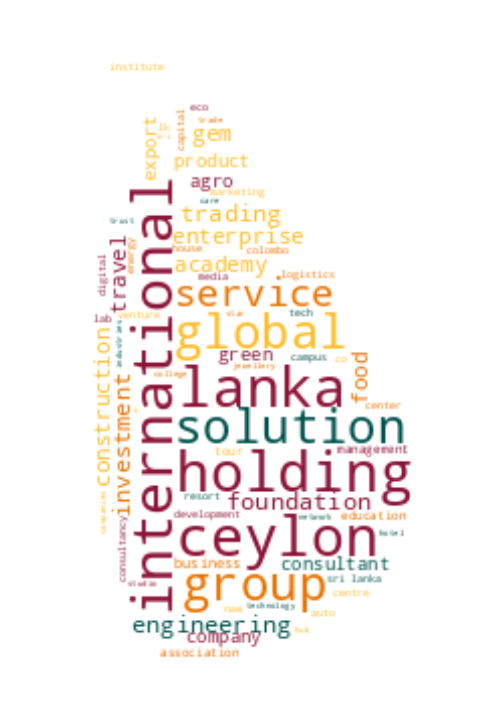 institute
eco
trade
capital
export
lk
gem
product
agro
marketing
care
trading
trust
enterprise
house
colombo
travel
energy
academy
digital
media
logistics
international
service
lab
venture
star
tech
global
green
campus
co
construction
jewellery
food
investment
college
lanka
center
solution
tour
management
holding
resort
foundation
companies
development
network
education
consultancy
ceylon
hotel
business
consultant
studio
group
sri lanka
centre
new
technology
auto
engineering
hub
company
association